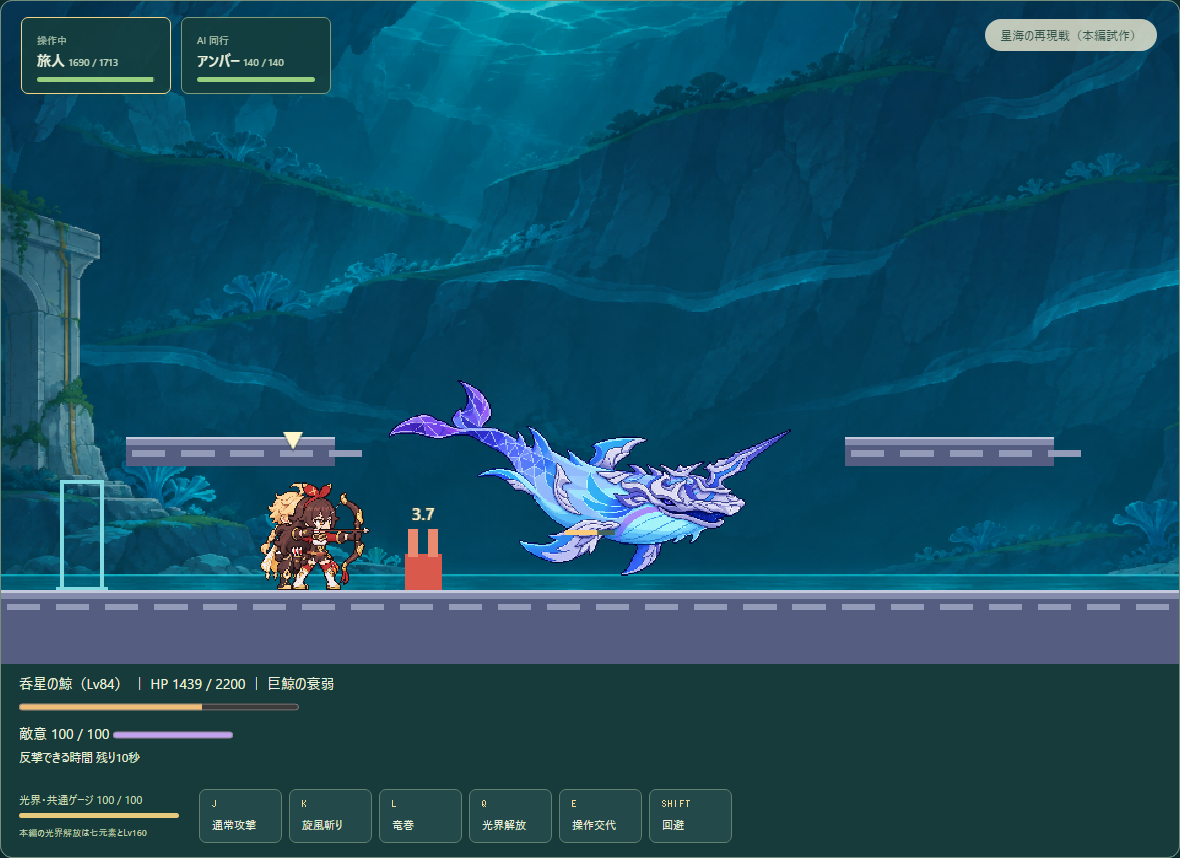 操作中
旅人 1690 / 1713
AI 同行
アンバー 140 / 140
星海の再現戦（本編試作）
3.7
呑星の鯨（Lv84） | HP 1439 / 2200 | 巨鯨の衰弱
敵意 100 / 100
反撃できる時間 残り10秒
光界・共通ゲージ 100 / 100
本編の光界解放は七元素とLv160
J
通常攻撃
K
旋風斬り
L
竜巻
Q
光界解放
E
操作交代
SHIFT
回避